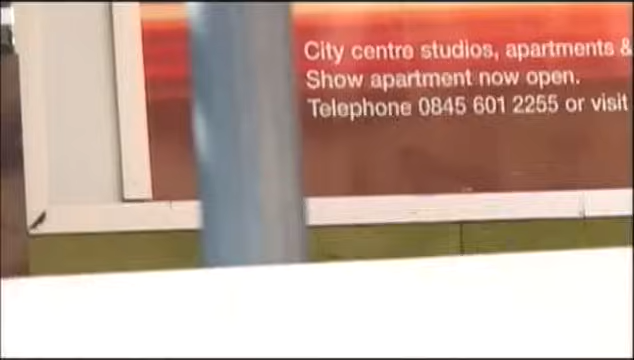 City centre studios, apartments &
Show apartment now open.
Telephone 0845 601 2255 or visit